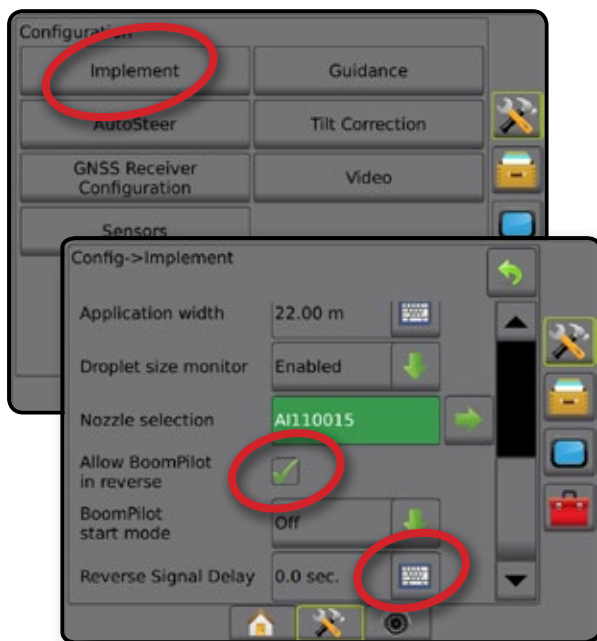 Configuration
Implement
Guidance
AutoSteer
Tilt Correction
GNSS Receiver
Configuration
Video
Sensors
Config->Implement
Application width
22.00 m
Droplet size monitor
Enabled
Nozzle selection
AI110015
Allow BoomPilot
in reverse
BoomPilot
start mode
Off
Reverse Signal Delay
0.0 sec.